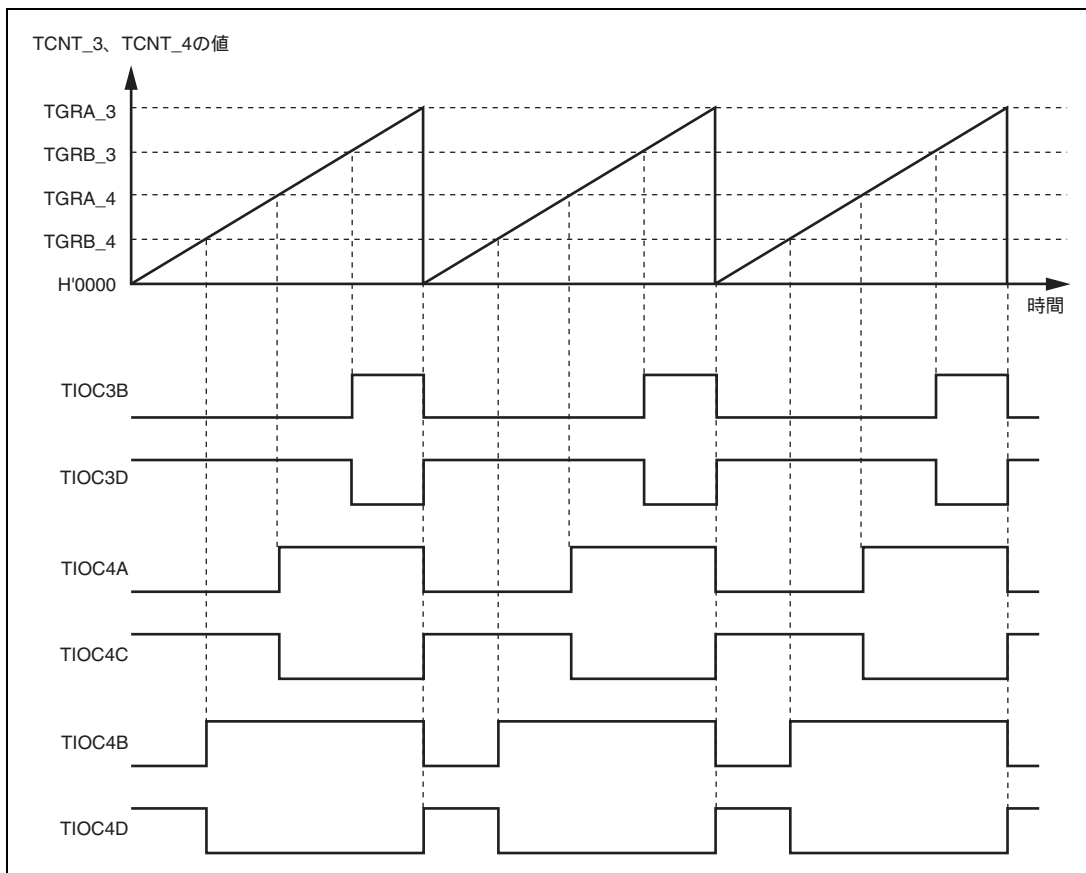 TCNT_3、TCNT_4の値
TGRA_3
TGRB_3
TGRA_4
TGRB_4
H'0000
時間
TIOC3B
TIOC3D
TIOC4A
TIOC4C
TIOC4B
TIOC4D